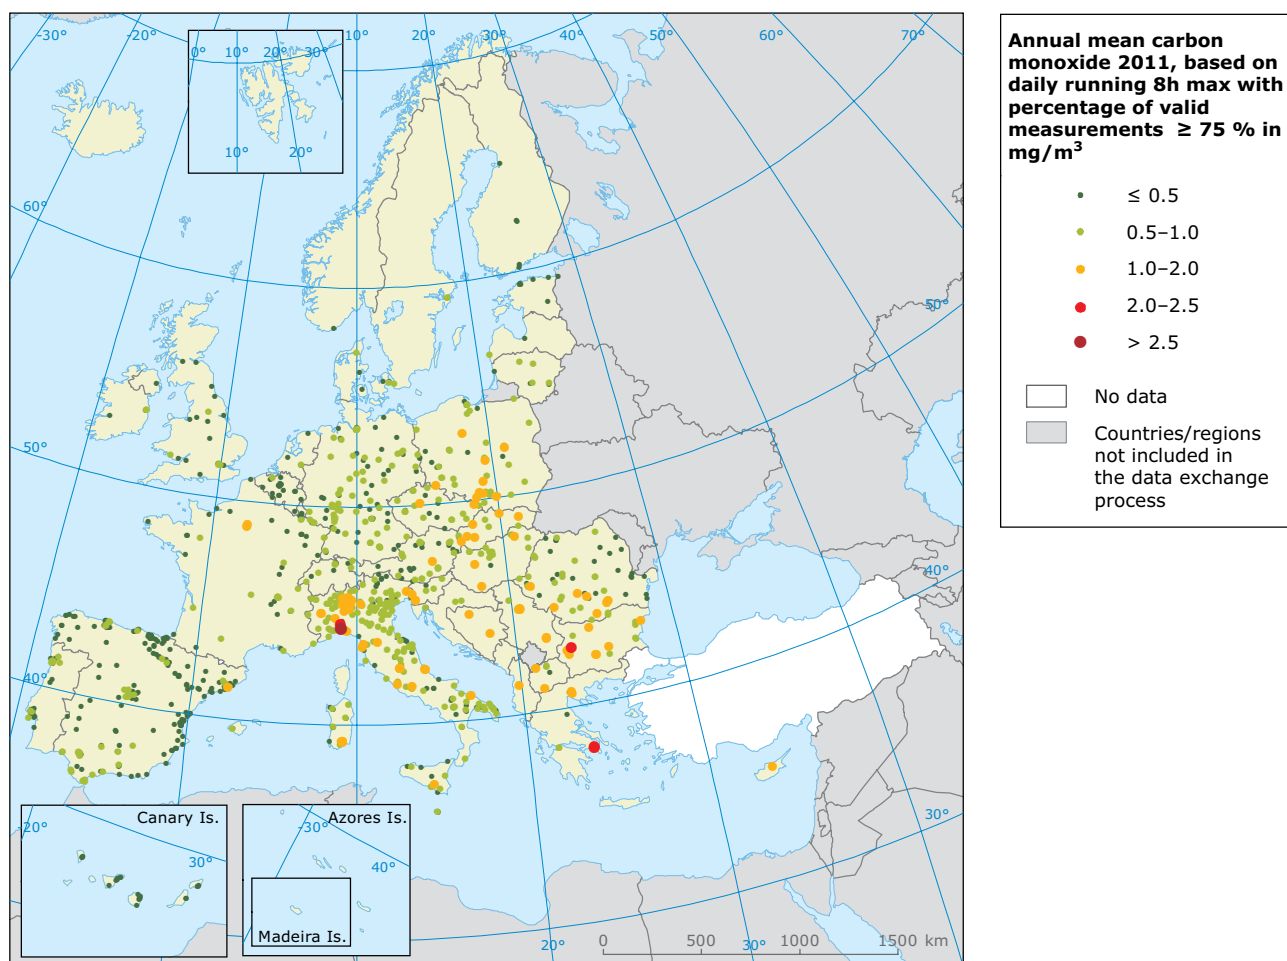 -30°
-20°
10°
20°
30°
40°
50°
60°
70°
0°
10°
20°
30°
10°
20°
60°
50°
40°
50°
40°
30°
20°
30°
Canary Is.
-20°
30°
Azores Is.
-30°
40°
Madeira Is.
0
500
1000
1500 km
Annual mean carbon
monoxide 2011, based on
daily running 8h max with
percentage of valid
measurements ≥ 75 % in
mg/m³
≤ 0.5
0.5–1.0
1.0–2.0
2.0–2.5
> 2.5
No data
Countries/regions
not included in
the data exchange
process